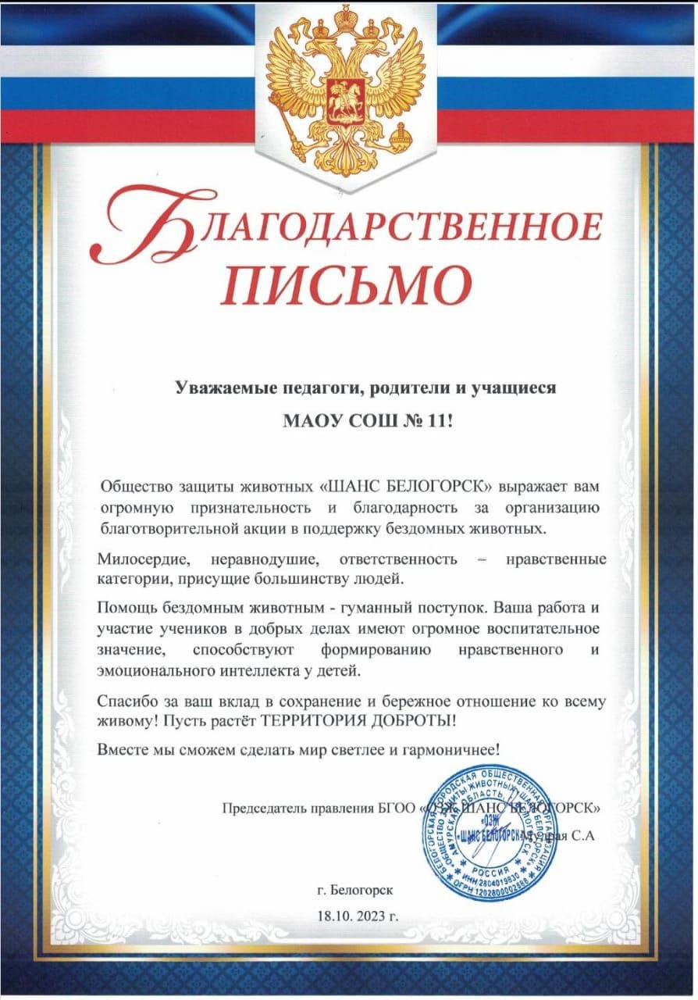 БЛАГОДАРСТВЕННОЕ
ПИСЬМО
Уважаемые педагоги, родители и учащиеся
МАОУ СОШ № 11!
Общество защиты животных «ШАНС БЕЛОГОРСК» выражает вам
огромную признательность и благодарность за организацию
благотворительной акции в поддержку бездомных животных.
Милосердие, неравнодушие, ответственность – нравственные
категории, присущие большинству людей.
Помощь бездомным животным - гуманный поступок. Ваша работа и
участие учеников в добрых делах имеют огромное воспитательное
значение, способствуют формированию нравственного и
эмоционального интеллекта у детей.
Спасибо за ваш вклад в сохранение и бережное отношение ко всему
живому! Пусть растёт ТЕРРИТОРИЯ ДОБРОТЫ!
Вместе мы сможем сделать мир светлее и гармоничнее!
Председатель правления БГОО «ОЗЖ ШАНС БЕЛОГОРСК»
Мудрая С.А
БЕЛОГОРСКАЯ ГОРОДСКАЯ ОБЩЕСТВЕННАЯ ОРГАНИЗАЦИЯ
«ОБЩЕСТВО ЗАЩИТЫ ЖИВОТНЫХ ШАНС БЕЛОГОРСК»
АМУРСКАЯ ОБЛАСТЬ, Г. БЕЛОГОРСК
«ОЗЖ
«ШАНС БЕЛОГОРСК»
РОССИЯ
ИНН 2804019830
ОГРН 1202800002888
г. Белогорск
18.10. 2023 г.